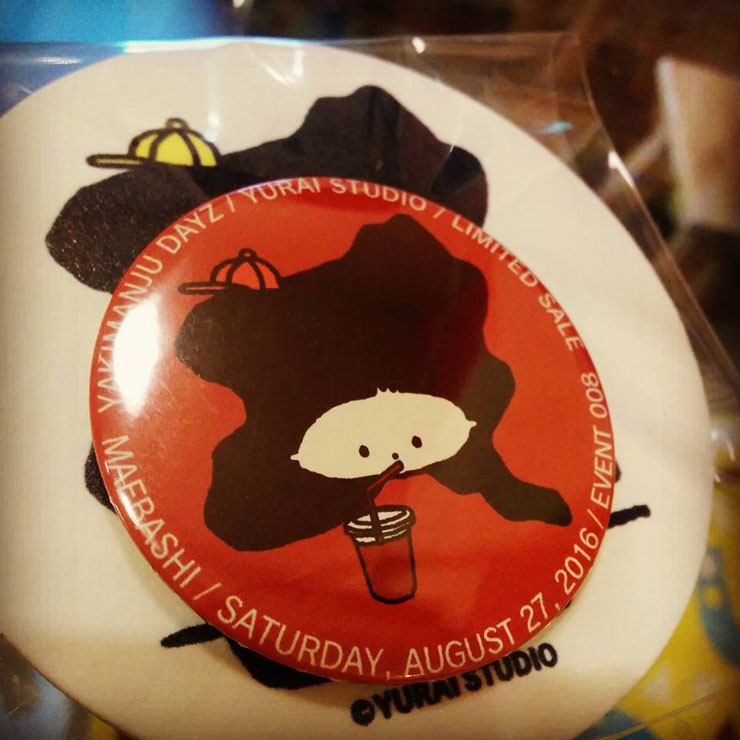 YAKIMANJU DAYZ / YURAI STUDIO / LIMITED SALE
MAEBASHI / SATURDAY, AUGUST 27, 2016 / EVENT 008
©YURAI STUDIO